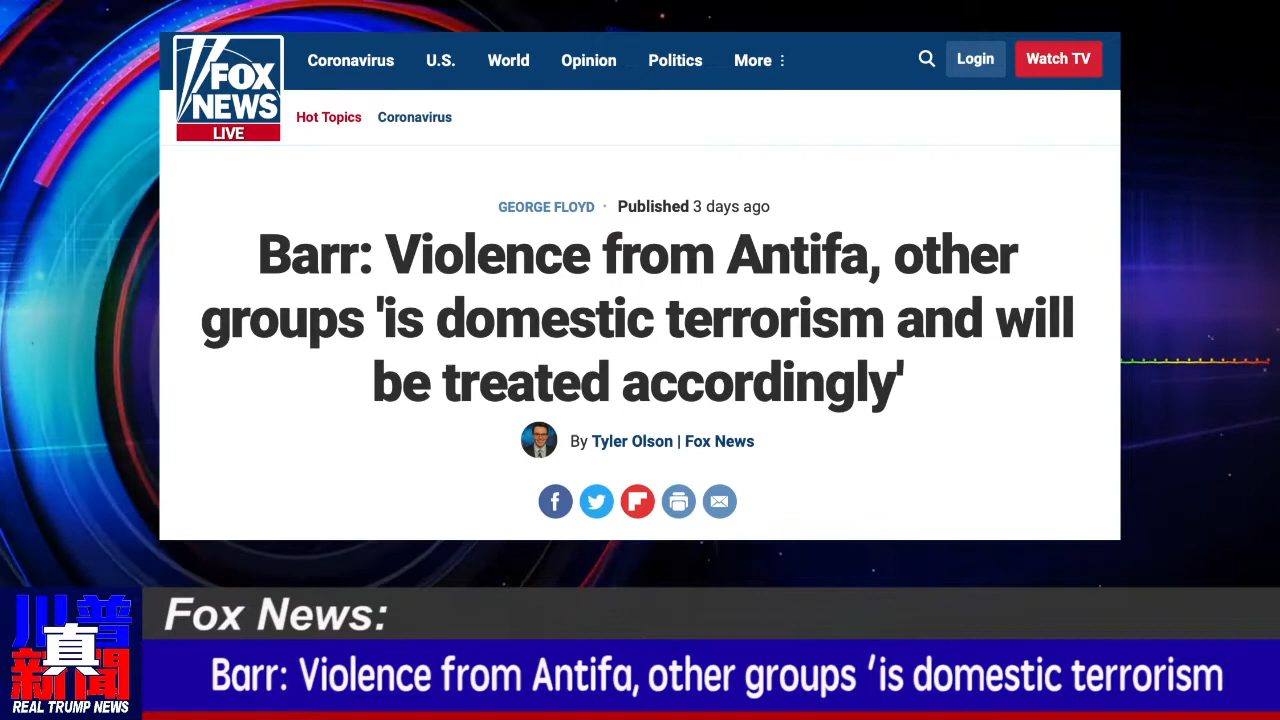 FOX
NEWS
LIVE
Coronavirus U.S. World Opinion Politics More Login Watch TV
Hot Topics Coronavirus
GEORGE FLOYD · Published 3 days ago
Barr: Violence from Antifa, other
groups 'is domestic terrorism and will
be treated accordingly'
By Tyler Olson | Fox News
川普
真
新聞
REAL TRUMP NEWS
Fox News:
Barr: Violence from Antifa, other groups ‘is domestic terrorism